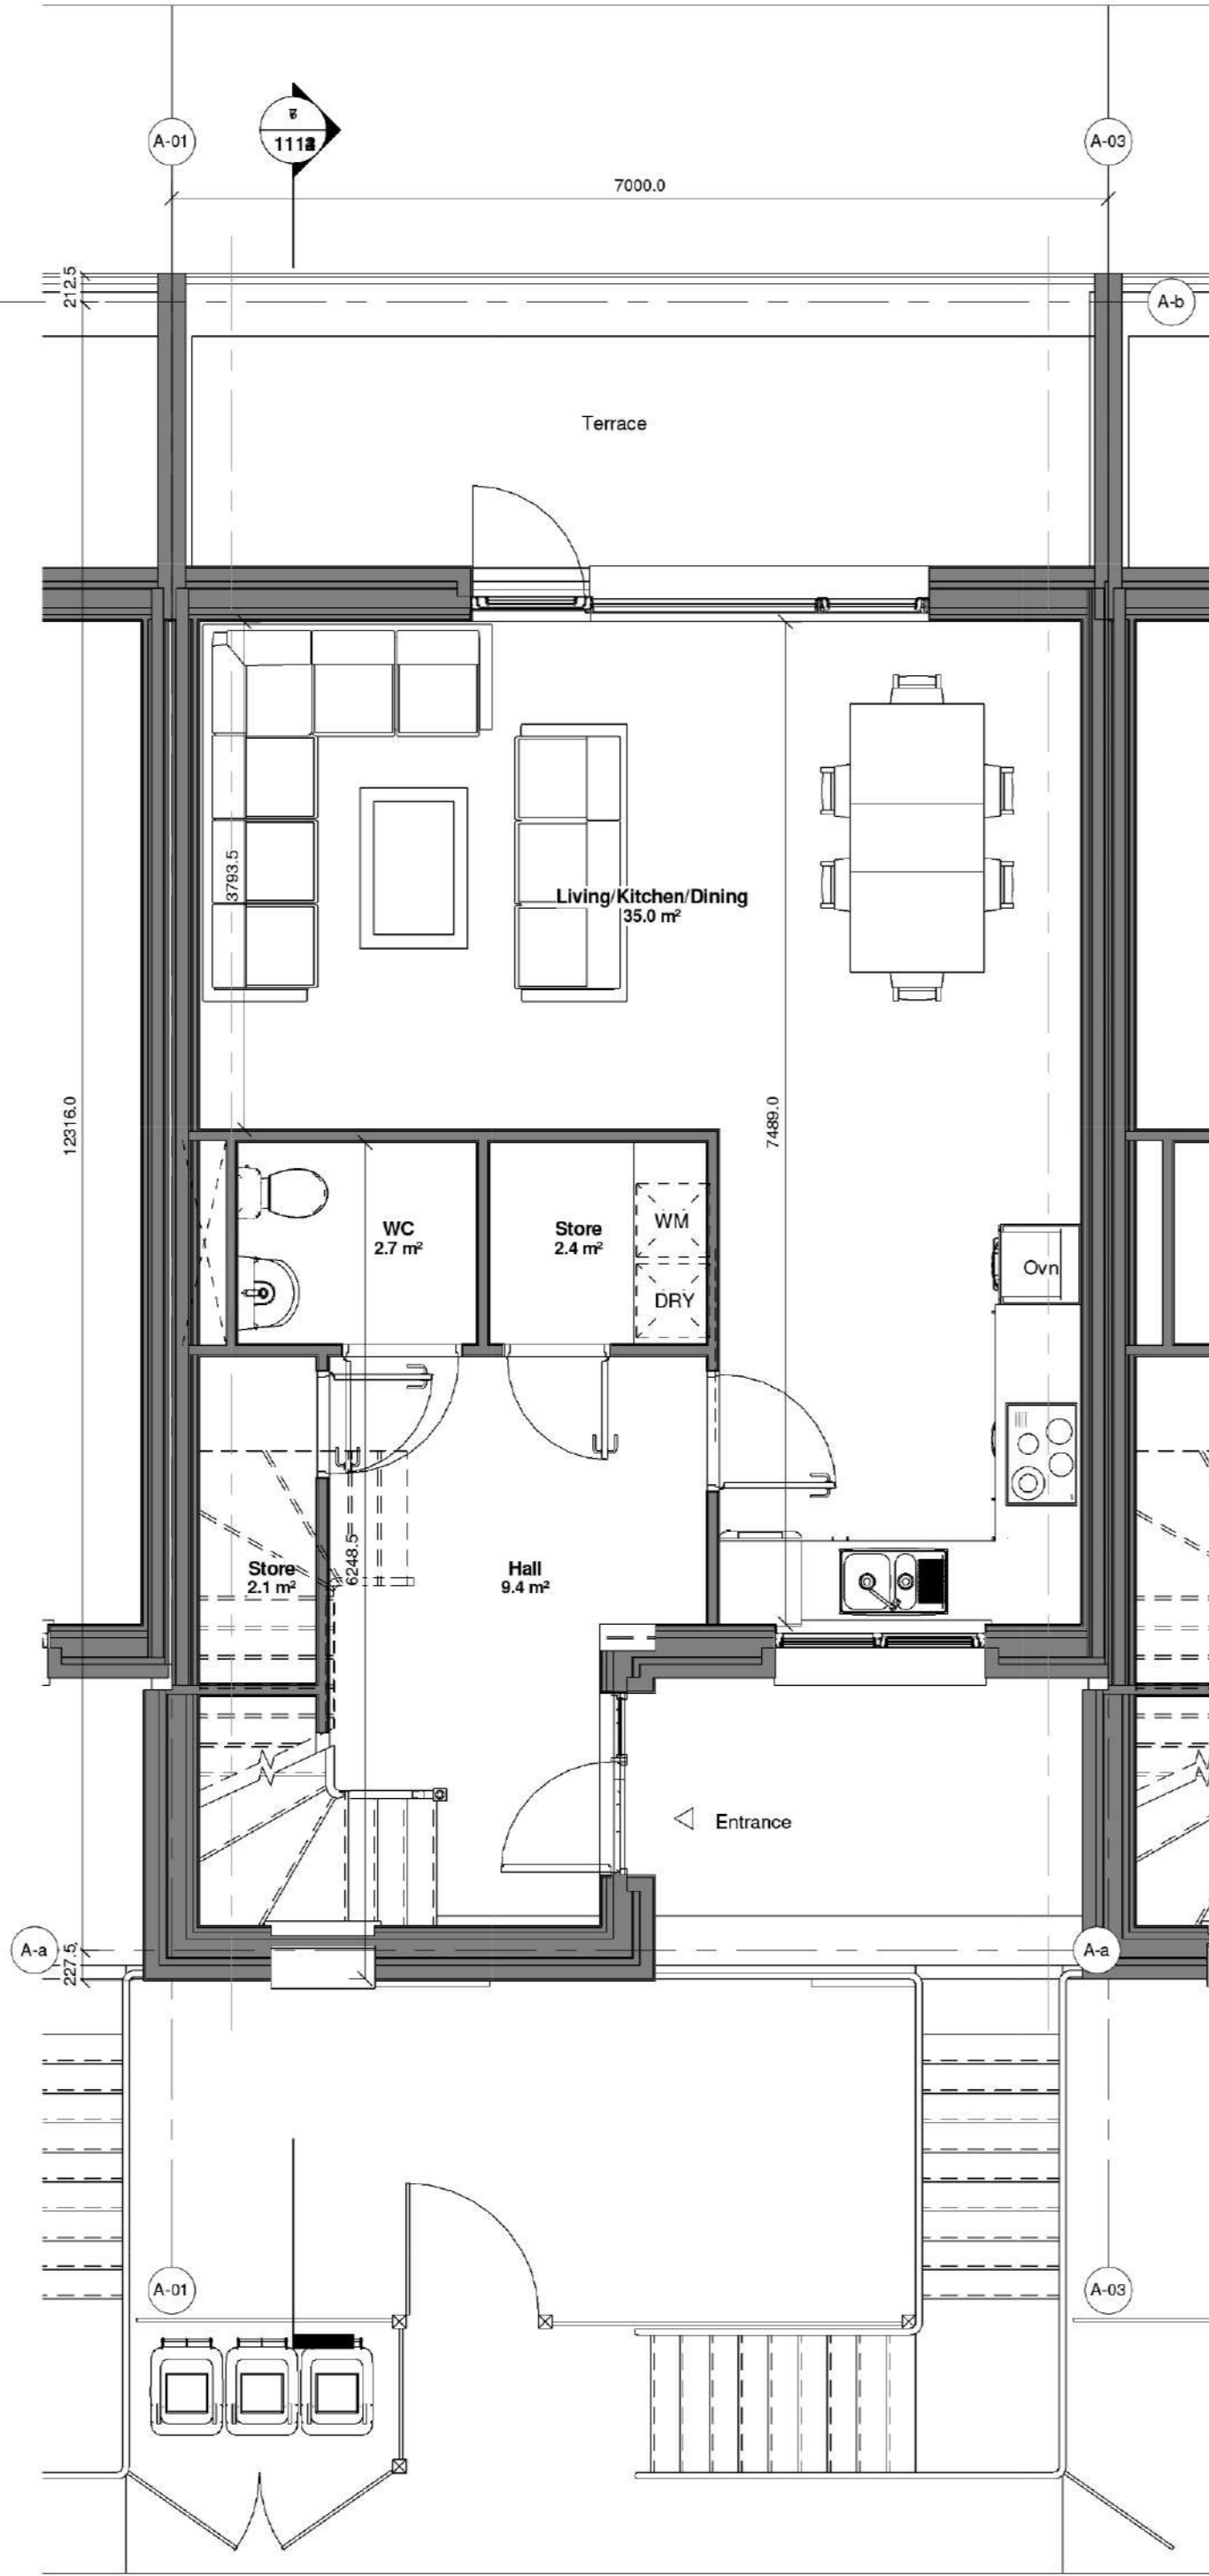 A-01
A-03
7000.0
212.5
A-b
Terrace
3793.5
Living/Kitchen/Dining
35.0 m²
12316.0
7489.0
WC
2.7 m²
Store
2.4 m²
WM
DRY
Ovn
6248.5
Store
2.1 m²
Hall
9.4 m²
Entrance
A-a
227.5
A-a
A-01
A-03